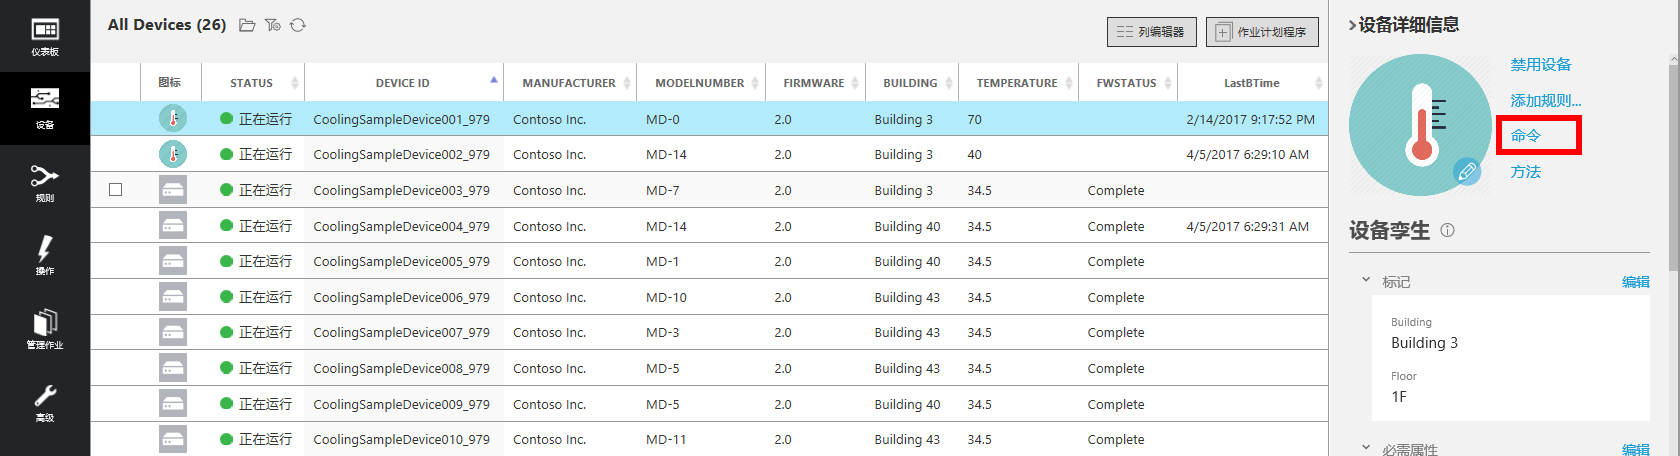 仪表板
设备
规则
操作
管理作业
高级
All Devices (26)
列编辑器
作业计划程序
图标 STATUS DEVICE ID MANUFACTURER MODELNUMBER FIRMWARE BUILDING TEMPERATURE FWSTATUS LastBTime
正在运行 CoolingSampleDevice001_979 Contoso Inc. MD-0 2.0 Building 3 70 2/14/2017 9:17:52 PM
正在运行 CoolingSampleDevice002_979 Contoso Inc. MD-14 2.0 Building 3 40 4/5/2017 6:29:10 AM
正在运行 CoolingSampleDevice003_979 Contoso Inc. MD-7 2.0 Building 3 34.5 Complete
正在运行 CoolingSampleDevice004_979 Contoso Inc. MD-14 2.0 Building 40 34.5 Complete 4/5/2017 6:29:31 AM
正在运行 CoolingSampleDevice005_979 Contoso Inc. MD-1 2.0 Building 40 34.5 Complete
正在运行 CoolingSampleDevice006_979 Contoso Inc. MD-10 2.0 Building 43 34.5 Complete
正在运行 CoolingSampleDevice007_979 Contoso Inc. MD-3 2.0 Building 43 34.5 Complete
正在运行 CoolingSampleDevice008_979 Contoso Inc. MD-5 2.0 Building 43 34.5 Complete
正在运行 CoolingSampleDevice009_979 Contoso Inc. MD-5 2.0 Building 40 34.5 Complete
正在运行 CoolingSampleDevice010_979 Contoso Inc. MD-11 2.0 Building 43 34.5 Complete
设备详细信息
禁用设备
添加规则...
命令
方法
设备孪生
标记 编辑
Building
Building 3
Floor
1F
必需属性 编辑